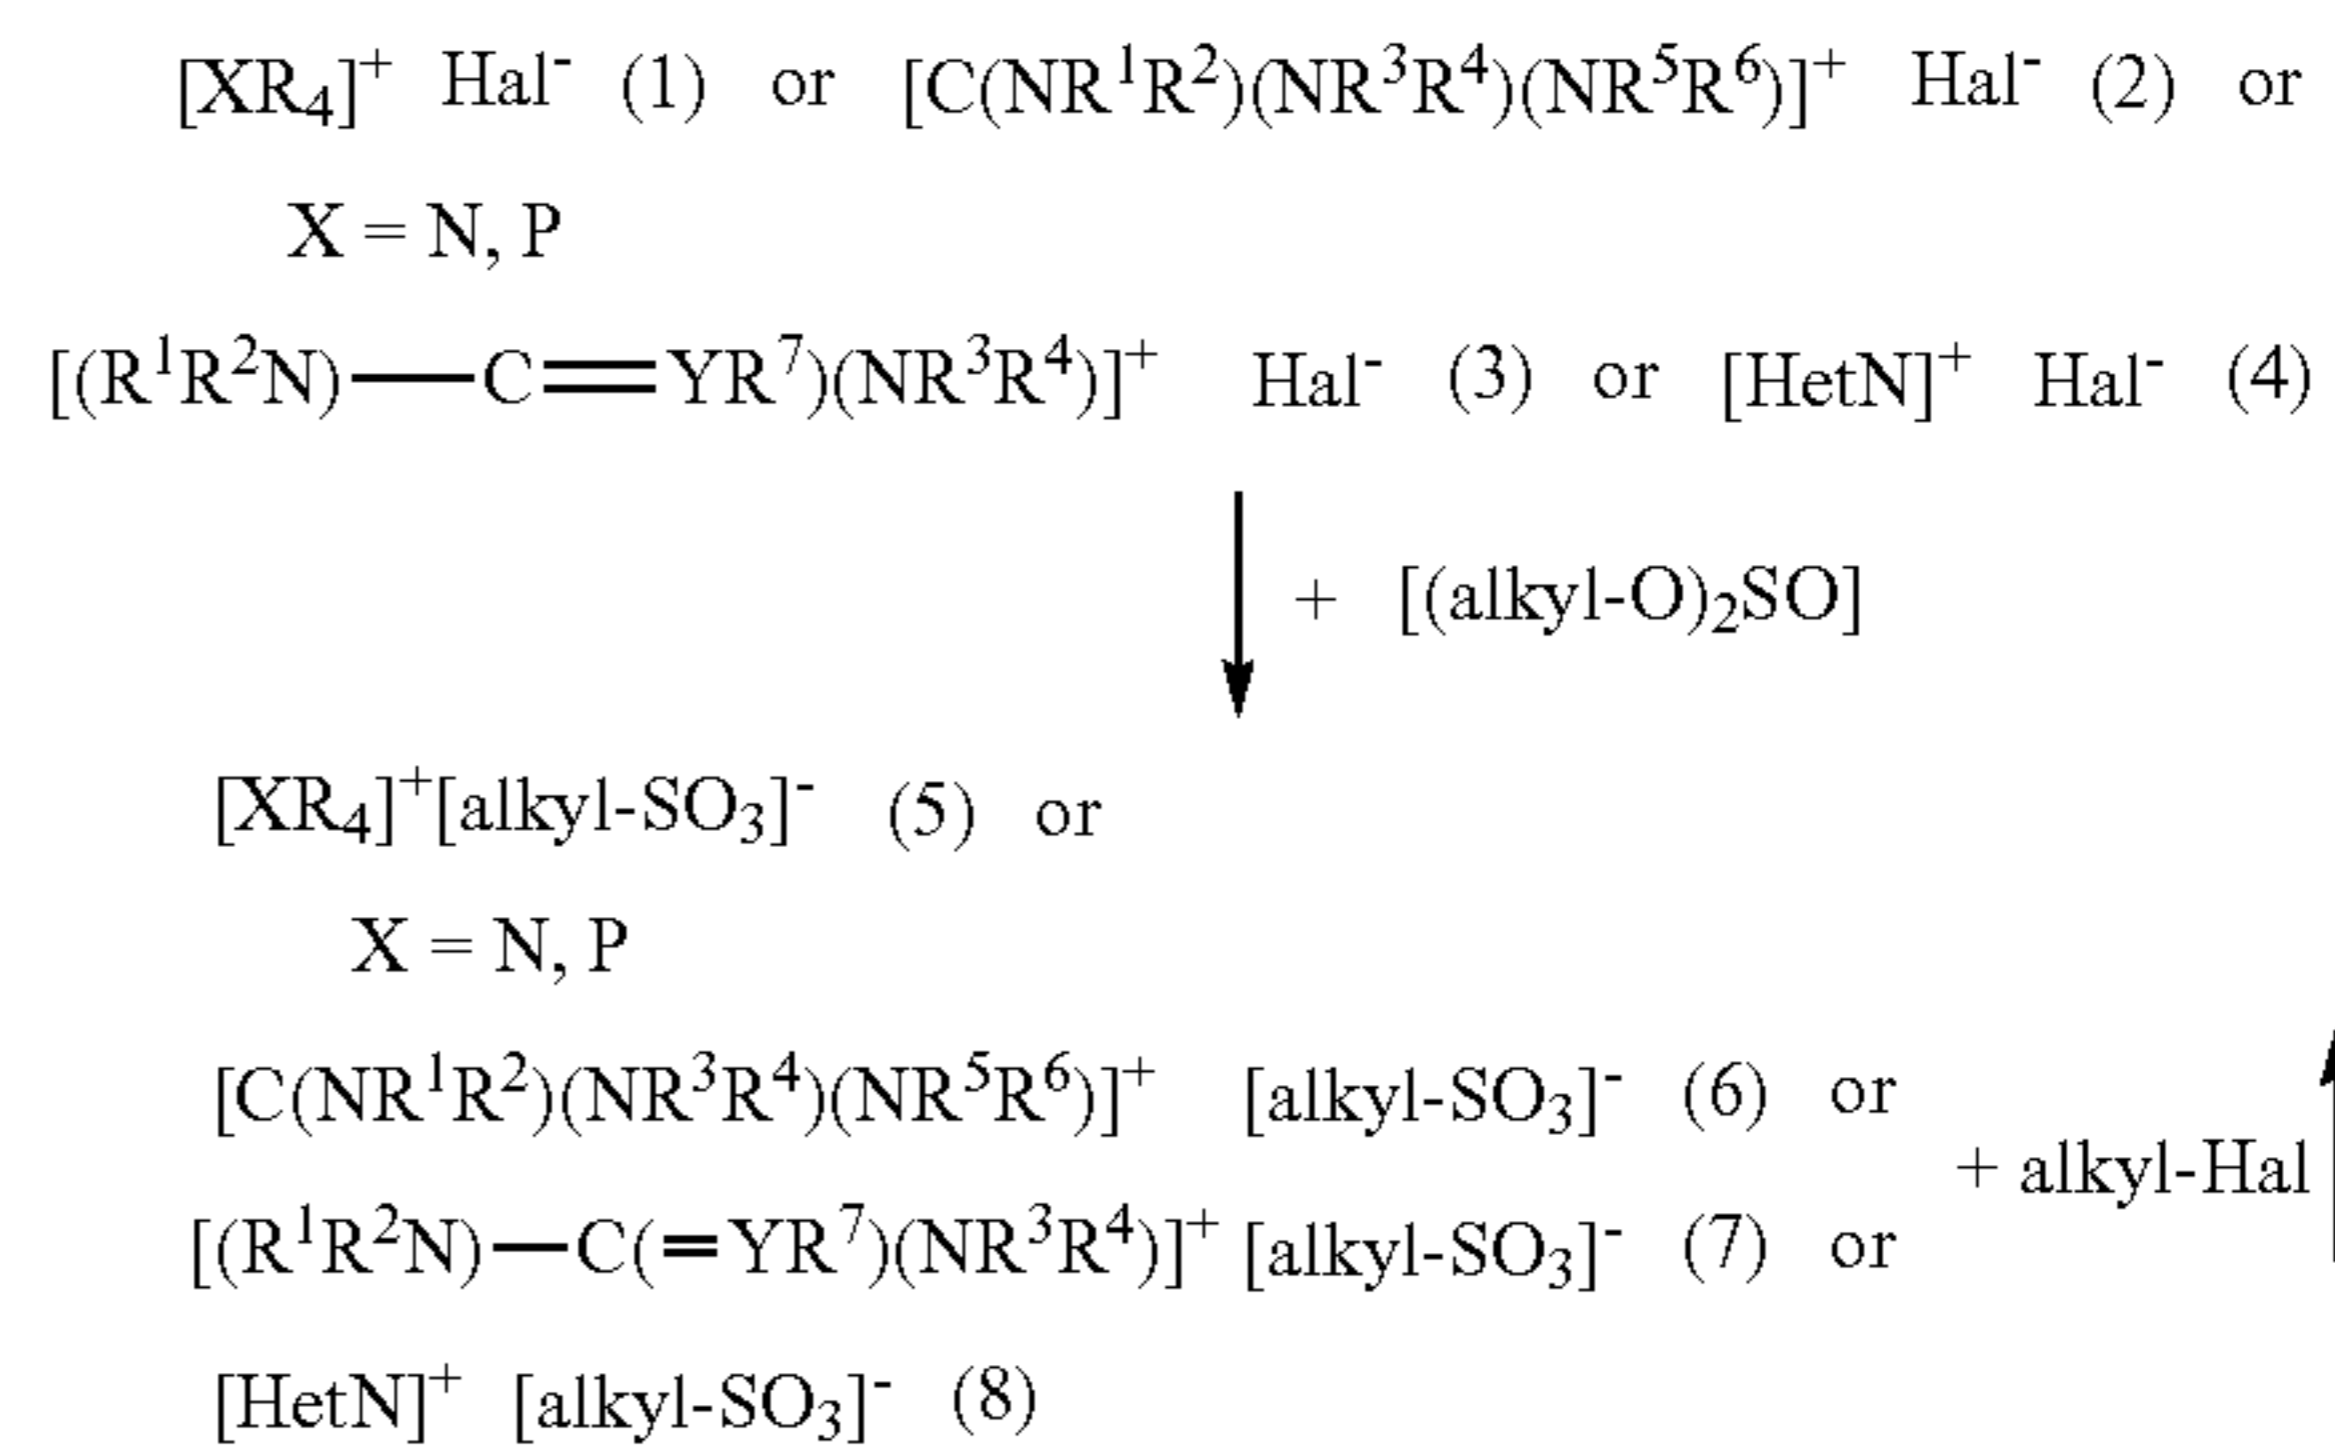 [XR₄]⁺ Hal⁻ (1) or [C(NR¹R²)(NR³R⁴)(NR⁵R⁶)]⁺ Hal⁻ (2) or
X = N, P
[(R¹R²N)—C=YR⁷)(NR³R⁴)]⁺ Hal⁻ (3) or [HetN]⁺ Hal⁻ (4)
+ [(alkyl-O)₂SO]
[XR₄]⁺[alkyl-SO₃]⁻ (5) or
X = N, P
[C(NR¹R²)(NR³R⁴)(NR⁵R⁶)]⁺ [alkyl-SO₃]⁻ (6) or
+ alkyl-Hal
[(R¹R²N)—C(=YR⁷)(NR³R⁴)]⁺ [alkyl-SO₃]⁻ (7) or
[HetN]⁺ [alkyl-SO₃]⁻ (8)